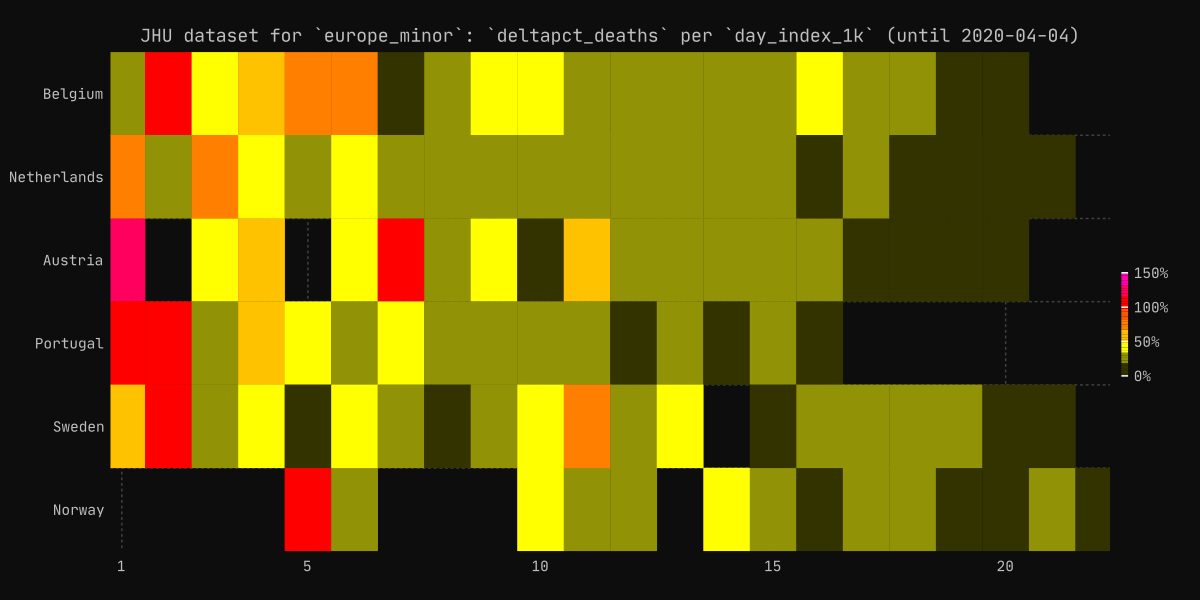 JHU dataset for `europe_minor`: `deltapct_deaths` per `day_index_1k` (until 2020-04-04)
Belgium
Netherlands
Austria
Portugal
Sweden
Norway
150%
100%
50%
0%
1 5 10 15 20